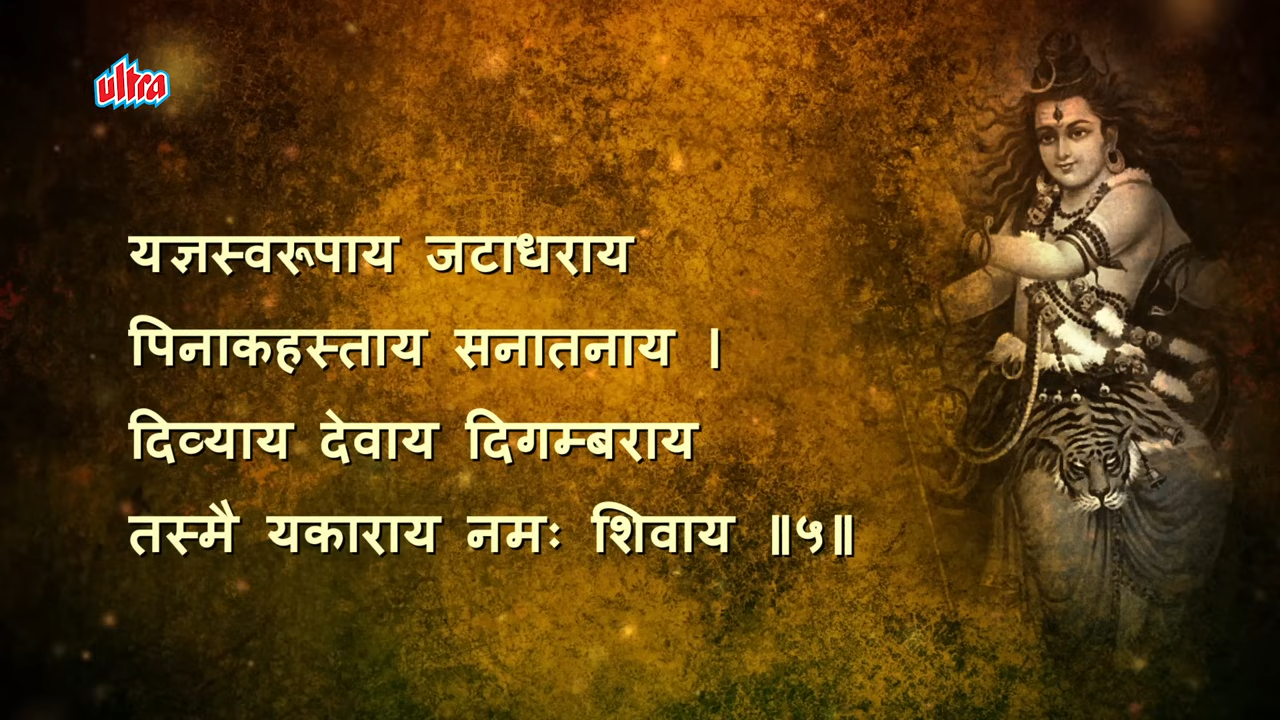 ultra
यज्ञस्वरूपाय जटाधराय
पिनाकहस्ताय सनातनाय ।
दिव्याय देवाय दिगम्बराय
तस्मै यकाराय नमः शिवाय ॥५॥